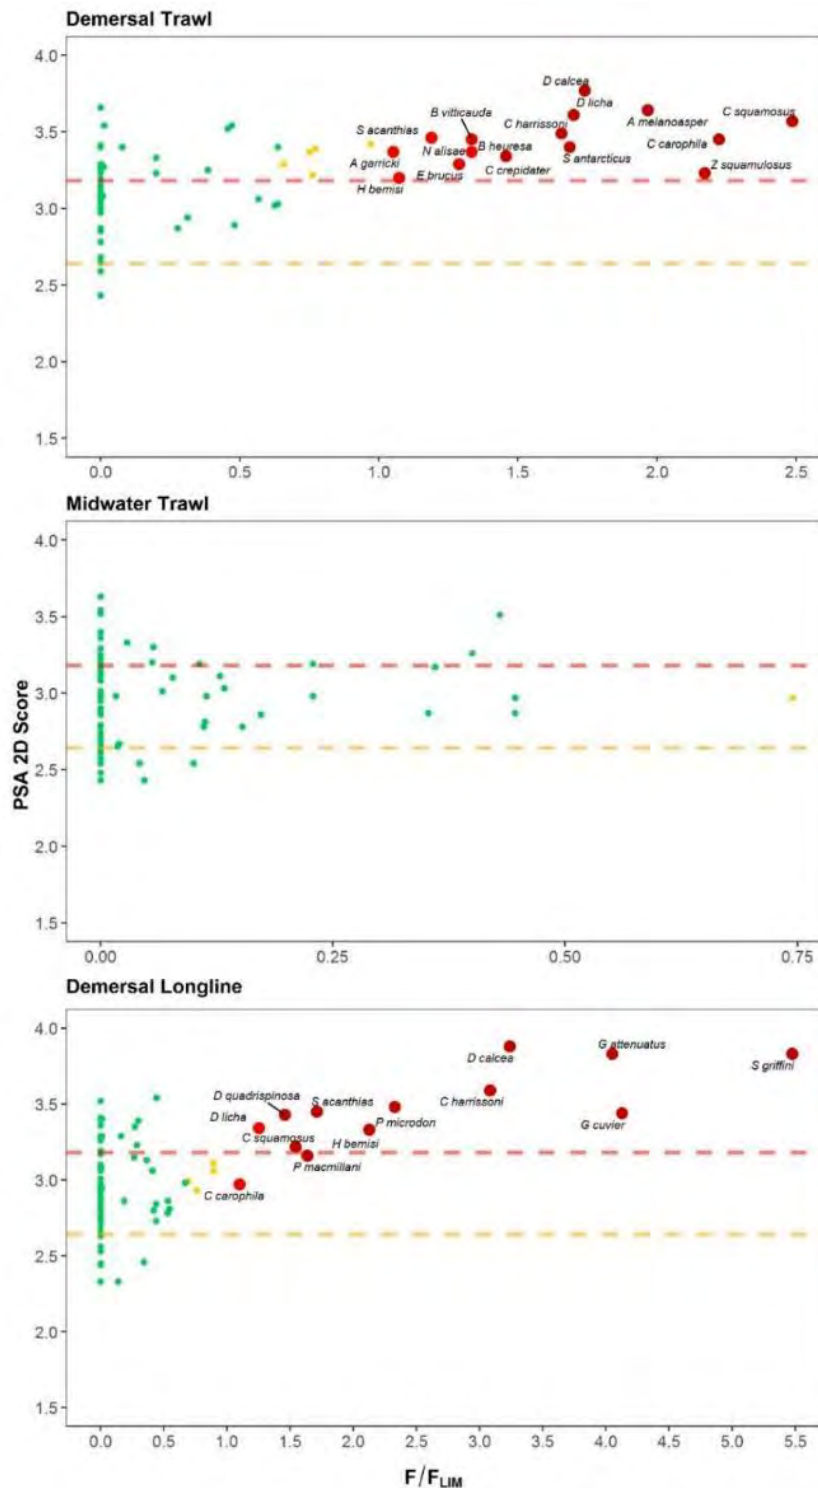 Demersal Trawl
4.0
D calcea
D licha
B vitticauda
A melanoasper
C squamosus
S acanthias
C harrissoni
3.5
N alisae
B heuresa
C carophila
A garricki
S antarcticus
E brucus
C crepidater
Z squamulosus
H bemisi
3.0
2.5
2.0
1.5
0.0 0.5 1.0 1.5 2.0 2.5
Midwater Trawl
4.0
3.5
3.0
2.5
2.0
1.5
PSA 2D Score
0.00 0.25 0.50 0.75
Demersal Longline
4.0
G attenuatus
D calcea
S griffini
D quadrispinosa
S acanthias
C harrissoni
3.5
P microdon
G cuvier
D licha
C squamosus
H bemisi
P macmillani
3.0
C carophila
2.5
2.0
1.5
0.0 0.5 1.0 1.5 2.0 2.5 3.0 3.5 4.0 4.5 5.0 5.5
F/FLIM